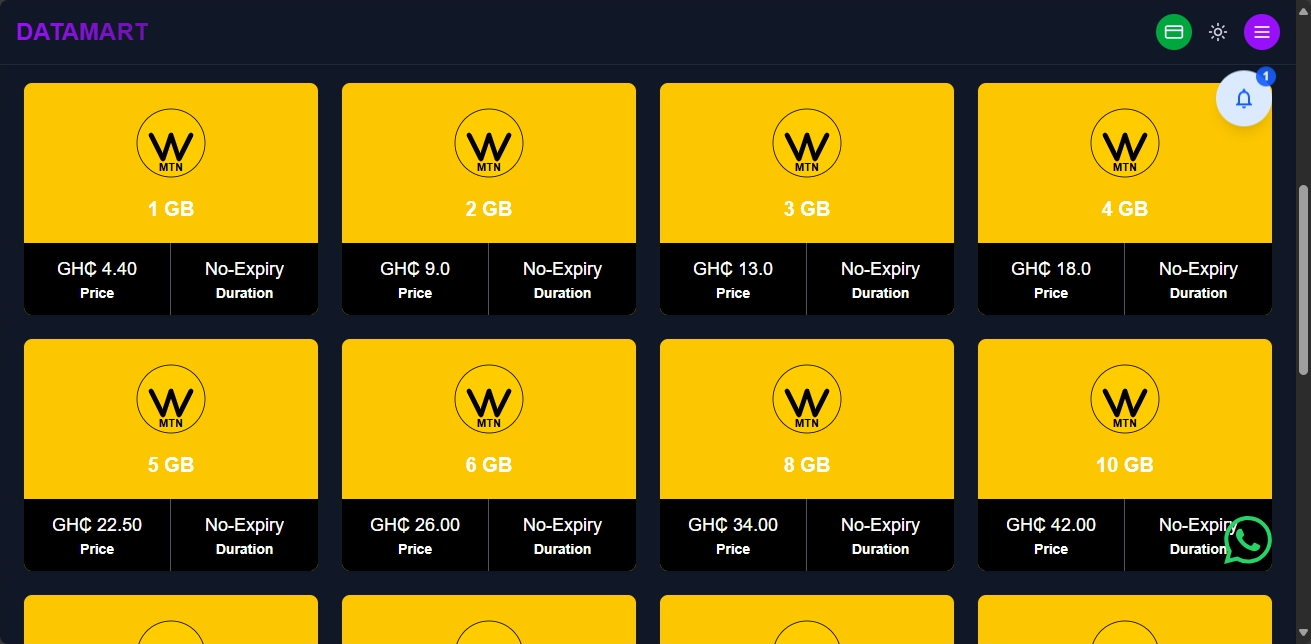 DATAMART
1
W
MTN
1 GB
GH₵ 4.40
Price
No-Expiry
Duration
W
MTN
2 GB
GH₵ 9.0
Price
No-Expiry
Duration
W
MTN
3 GB
GH₵ 13.0
Price
No-Expiry
Duration
W
MTN
4 GB
GH₵ 18.0
Price
No-Expiry
Duration
W
MTN
5 GB
GH₵ 22.50
Price
No-Expiry
Duration
W
MTN
6 GB
GH₵ 26.00
Price
No-Expiry
Duration
W
MTN
8 GB
GH₵ 34.00
Price
No-Expiry
Duration
W
MTN
10 GB
GH₵ 42.00
Price
No-Expiry
Duration